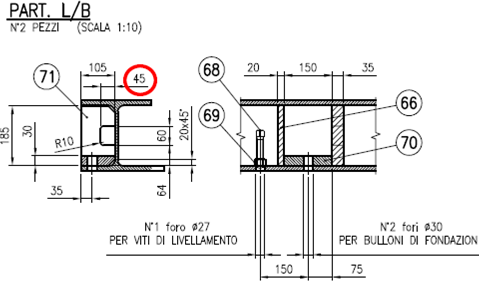 PART. L/B
N°2 PEZZI (SCALA 1:10)
105
45
71
185
30
R10
60
20x45°
64
35
68
69
20
150
35
66
70
N°1 foro ø27
PER VITI DI LIVELLAMENTO
N°2 fori ø30
PER BULLONI DI FONDAZION
150
75